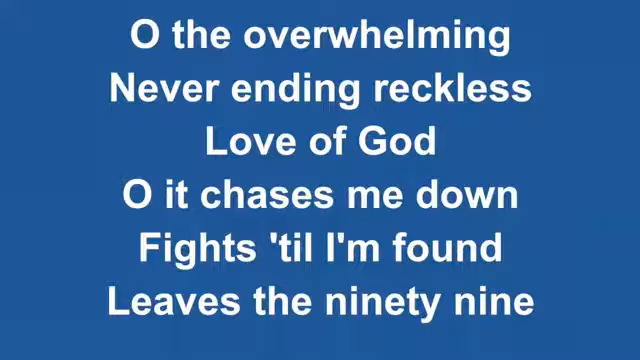 O the overwhelming
Never ending reckless
Love of God
O it chases me down
Fights 'til I'm found
Leaves the ninety nine